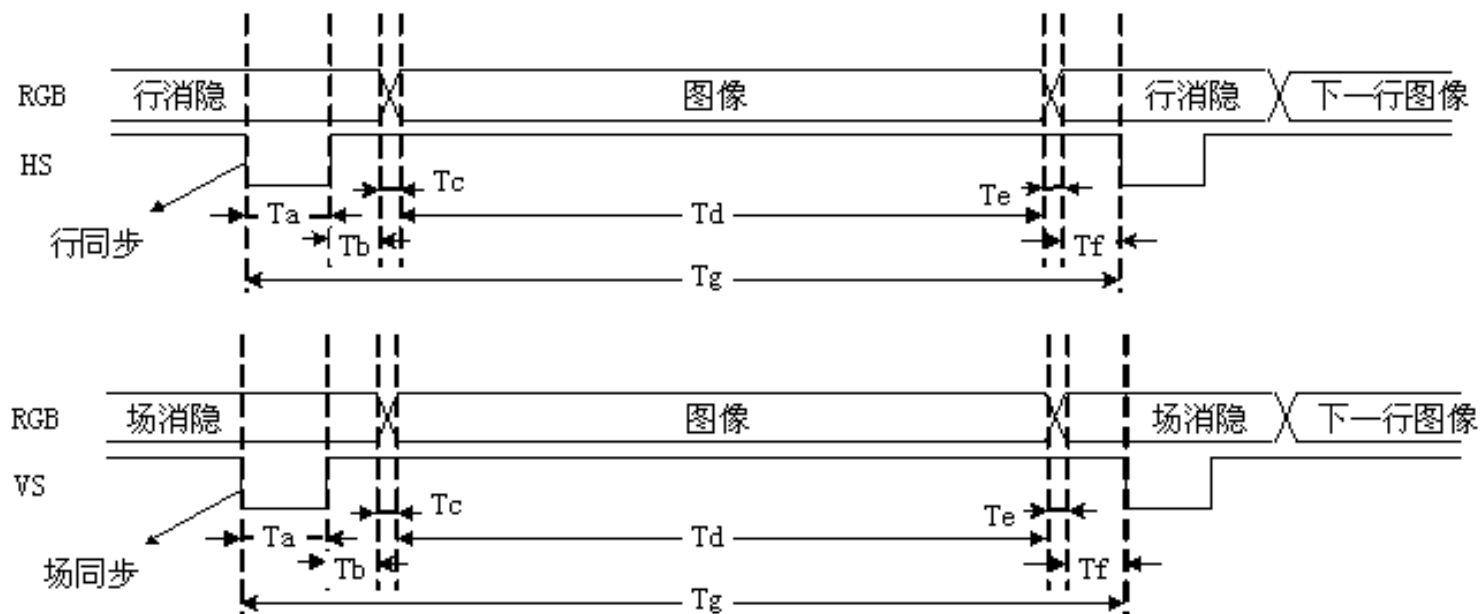 RGB 行消隐 图像 行消隐 下一行图像
HS
Tc Te
Ta Td
行同步 Tb Tf
Tg
RGB 场消隐 图像 场消隐 下一行图像
VS
Tc Te
Ta Td
场同步 Tb Tf
Tg